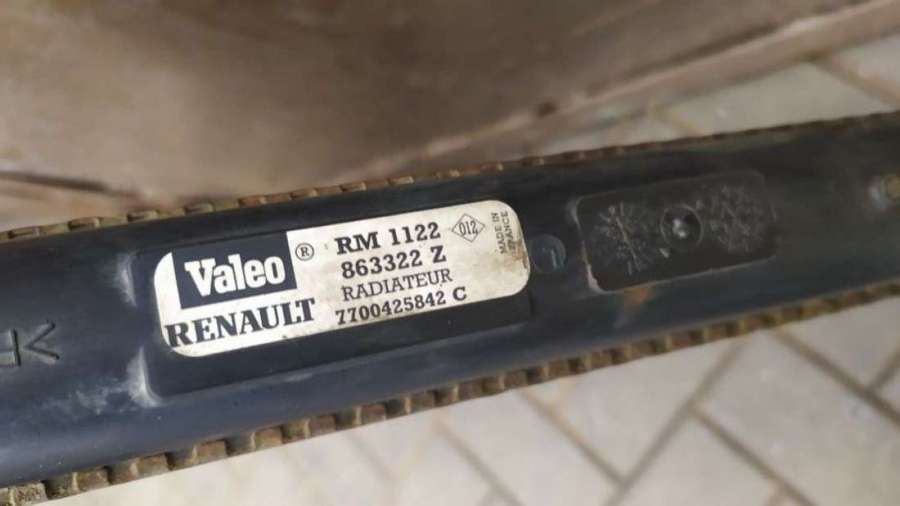 Valeo ®
RENAULT
RM 1122
863322 Z
RADIATEUR
7700425842 C
012
MADE IN
FRANCE